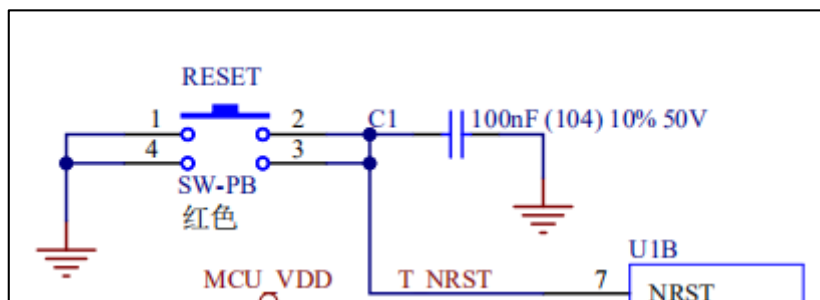 RESET
1 2 C1 100nF (104) 10% 50V
4 3
SW-PB
红色
U1B
MCU_VDD T_NRST 7 NRST